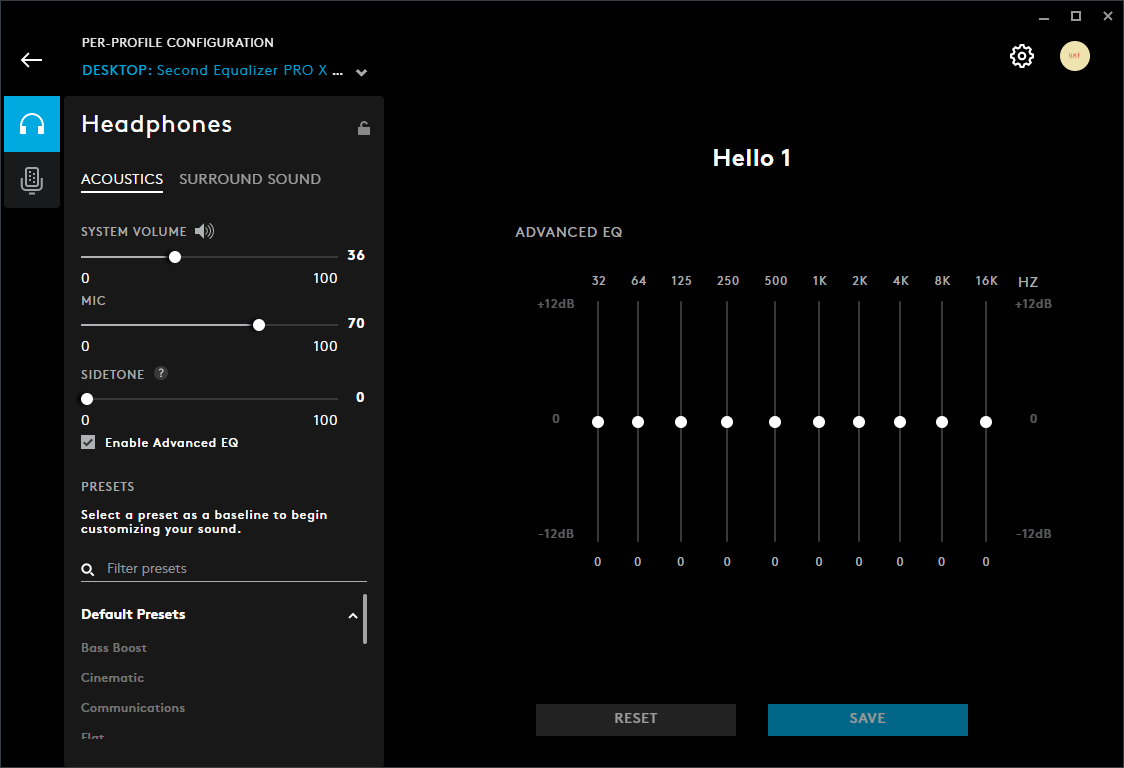 PER-PROFILE CONFIGURATION
DESKTOP: Second Equalizer PRO X ...
Headphones
ACOUSTICS SURROUND SOUND
SYSTEM VOLUME
36
0 100
MIC
70
0 100
SIDETONE ?
0
0 100
Enable Advanced EQ
PRESETS
Select a preset as a baseline to begin
customizing your sound.
Filter presets
Default Presets
Bass Boost
Cinematic
Communications
Flat
Hello 1
ADVANCED EQ
32 64 125 250 500 1K 2K 4K 8K 16K HZ
+12dB +12dB
0 0
-12dB -12dB
0 0 0 0 0 0 0 0 0 0
RESET SAVE